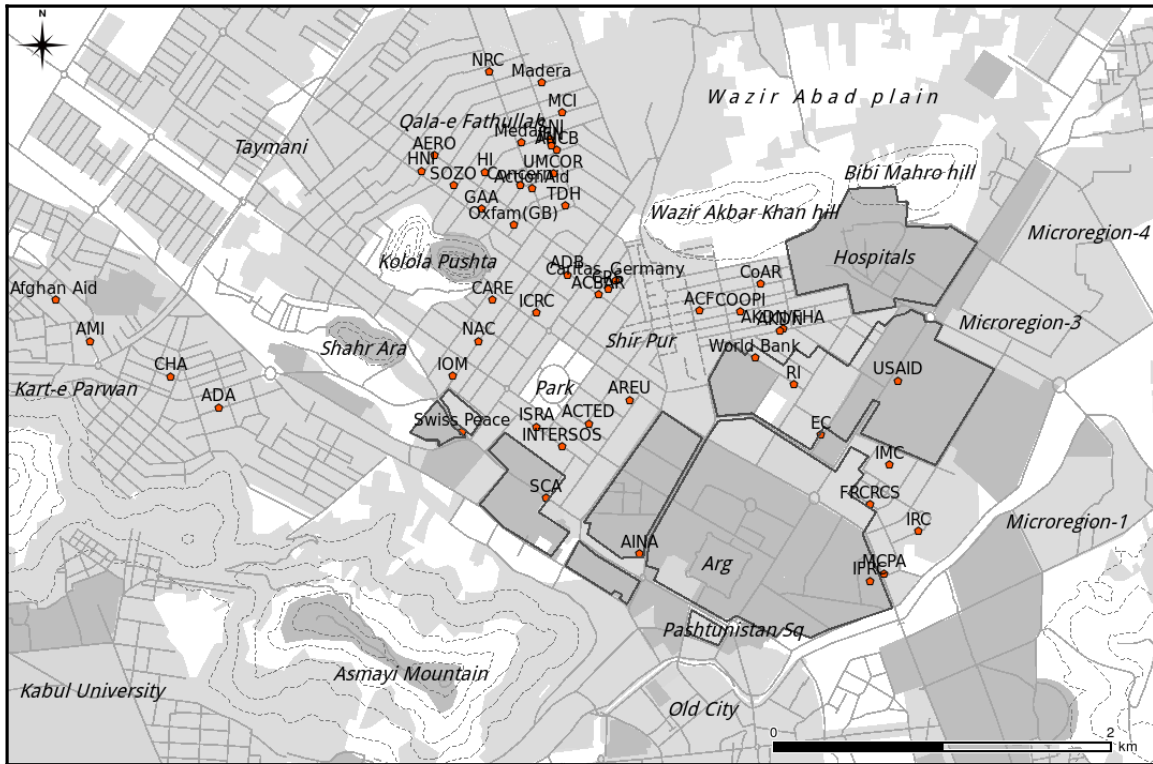 N
NRC
Madera
MCI
Wazir Abad plain
Qala-e Fathullah
Medair
ANCB
Taymani
AERO
HNI
HI
UMCOR
Bibi Mahro hill
SOZO
Concern
ActionAid
GAA
TDH
Oxfam(GB)
Wazir Akbar Khan hill
Microregion-4
Kolola Pushta
ADB
Caritas_Germany
Hospitals
CoAR
Afghan Aid
CARE
ACBAR
ICRC
ACF
COOPI
AKDN/FHA
AKDN
Microregion-3
AMI
NAC
Shahr Ara
Shir Pur
World Bank
CHA
IOM
RI
USAID
Kart-e Parwan
Park
ADA
AREU
Swiss Peace
ISRA
ACTED
EC
INTERSOS
IMC
SCA
FRCRCS
IRC
Microregion-1
AINA
Arg
MCPA
IFRC
Pashtunistan Sq
Asmayi Mountain
Kabul University
Old City
0
2
km